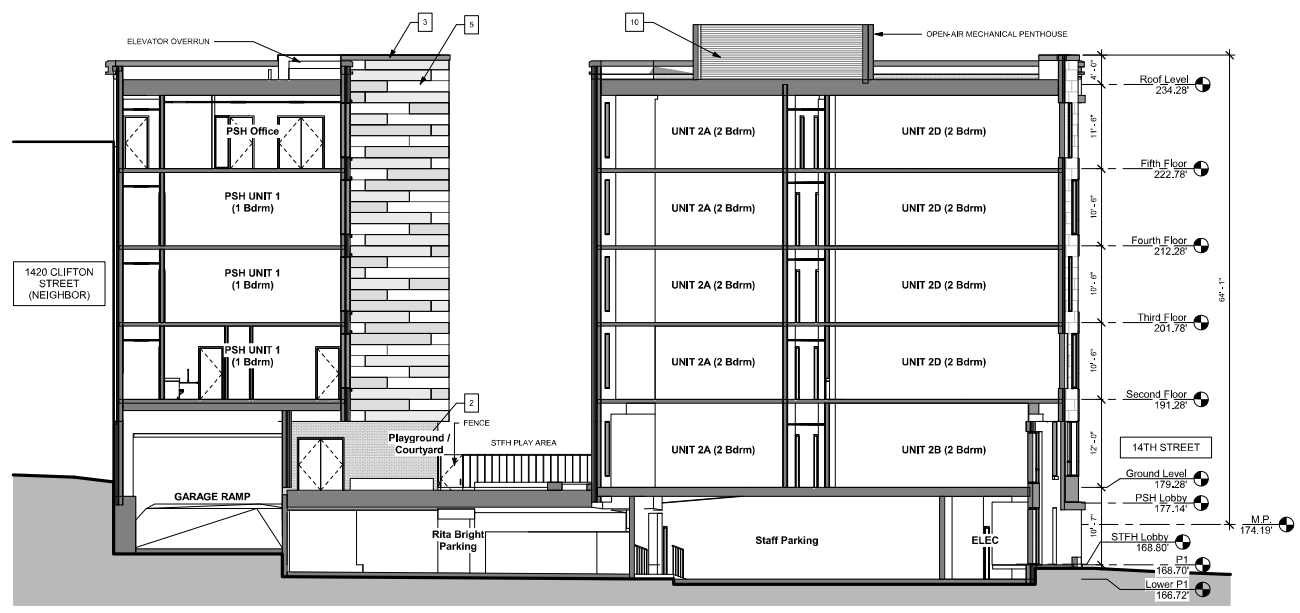 3
5
10
ELEVATOR OVERRUN
OPEN-AIR MECHANICAL PENTHOUSE
4' - 0"
Roof Level
234.28'
PSH Office
UNIT 2A (2 Bdrm)
UNIT 2D (2 Bdrm)
11' - 6"
Fifth Floor
222.78'
PSH UNIT 1
(1 Bdrm)
UNIT 2A (2 Bdrm)
UNIT 2D (2 Bdrm)
10' - 6"
Fourth Floor
212.28'
1420 CLIFTON
STREET
(NEIGHBOR)
PSH UNIT 1
(1 Bdrm)
UNIT 2A (2 Bdrm)
UNIT 2D (2 Bdrm)
10' - 6"
64' - 1"
Third Floor
201.78'
PSH UNIT 1
(1 Bdrm)
UNIT 2A (2 Bdrm)
UNIT 2D (2 Bdrm)
10' - 6"
Second Floor
191.28'
2
FENCE
Playground /
Courtyard
STFH PLAY AREA
UNIT 2A (2 Bdrm)
UNIT 2B (2 Bdrm)
12' - 0"
14TH STREET
Ground Level
179.28'
GARAGE RAMP
PSH Lobby
177.14'
M.P.
174.19'
Rita Bright
Parking
Staff Parking
ELEC
10' - 7"
STFH Lobby
168.80'
P1
168.70'
Lower P1
166.72'